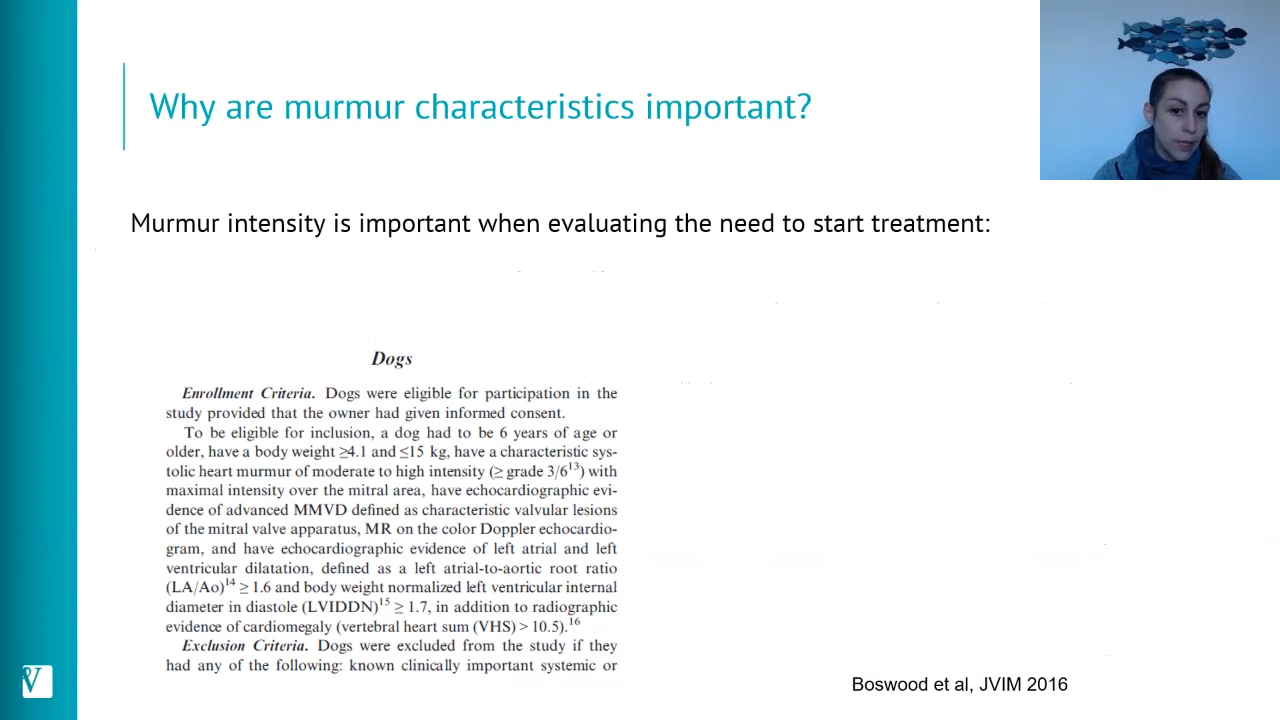 Why are murmur characteristics important?
Murmur intensity is important when evaluating the need to start treatment:
Dogs
Enrollment Criteria. Dogs were eligible for participation in the
study provided that the owner had given informed consent.
To be eligible for inclusion, a dog had to be 6 years of age or
older, have a body weight ≥4.1 and ≤15 kg, have a characteristic sys-
tolic heart murmur of moderate to high intensity (≥ grade 3/6¹³) with
maximal intensity over the mitral area, have echocardiographic evi-
dence of advanced MMVD defined as characteristic valvular lesions
of the mitral valve apparatus, MR on the color Doppler echocardio-
gram, and have echocardiographic evidence of left atrial and left
ventricular dilatation, defined as a left atrial-to-aortic root ratio
(LA/Ao)¹⁴ ≥ 1.6 and body weight normalized left ventricular internal
diameter in diastole (LVIDDN)¹⁵ ≥ 1.7, in addition to radiographic
evidence of cardiomegaly (vertebral heart sum (VHS) > 10.5).¹⁶
Exclusion Criteria. Dogs were excluded from the study if they
had any of the following: known clinically important systemic or
Boswood et al, JVIM 2016
V